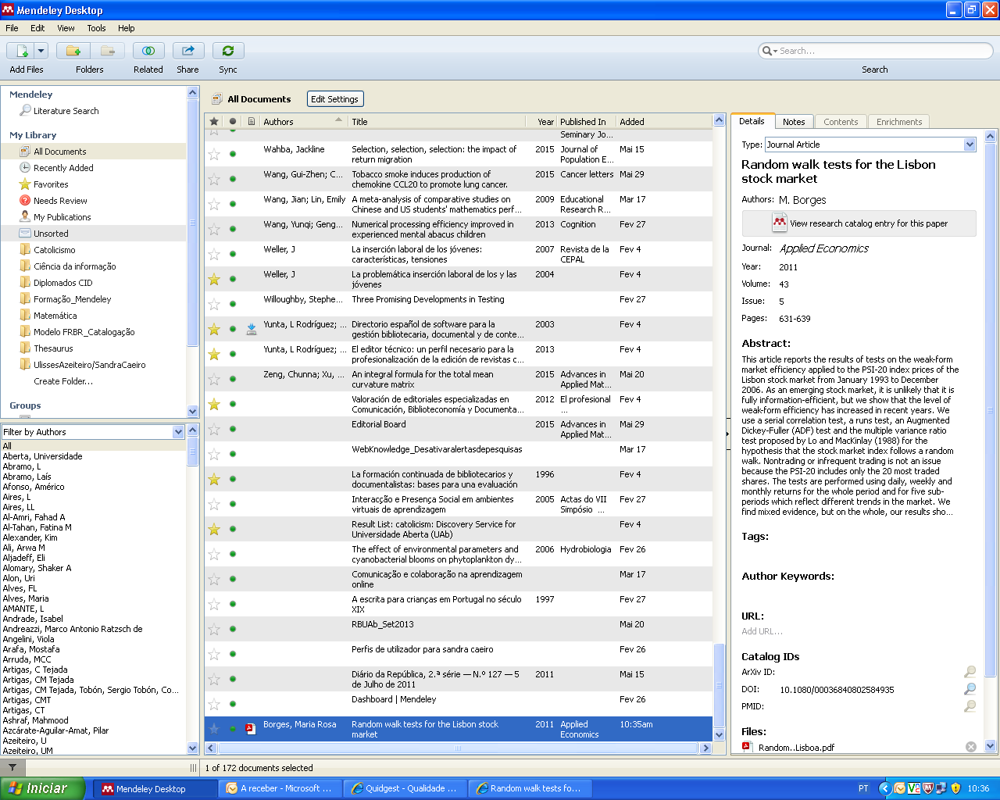 Mendeley Desktop
File Edit View Tools Help
Add Files Folders Related Share Sync Search...
Search
Mendeley
Literature Search
My Library
All Documents
Recently Added
Favorites
Needs Review
My Publications
Unsorted
Catolicismo
Ciência da informação
Diplomados CID
Formação_Mendeley
Matemática
Modelo FRBR_Catalogação
Thesaurus
UlissesAzeiteiro/SandraCaeiro
Create Folder...
Groups
Filter by Authors
All
Aberta, Universidade
Abramo, L
Abramo, Laís
Afonso, Américo
Aires, L
Aires, LL
Al-Amri, Fahad A
Al-Tahan, Fatina M
Alexander, Kim
Ali, Arwa M
Aljadeff, Eli
Alomary, Shaker A
Alon, Uri
Alves, FL
Alves, Maria
AMANTE, L
Andrade, Isabel
Andreazzi, Marco Antonio Ratzsch de
Angelini, Viola
Arafa, Mostafa
Arruda, MCC
Artigas, C Tejada
Artigas, CM Tejada
Artigas, CM Tejada, Tobón, Sergio Tobón, Co...
Artigas, CMT
Artigas, CT
Ashraf, Mahmood
Azcárate-Aguilar-Amat, Pilar
Azeiteiro, U
Azeiteiro, UM
All Documents Edit Settings
Authors Title Year Published In Added
Seminary Jo...
Wahba, Jackline Selection, selection, selection: the impact of 2015 Journal of Mai 15
return migration Population E...
Wang, Gui-Zhen; C... Tobacco smoke induces production of 2015 Cancer letters Mai 29
chemokine CCL20 to promote lung cancer.
Wang, Jian; Lin, Emily A meta-analysis of comparative studies on 2009 Educational Mar 17
Chinese and US students' mathematics perf... Research R...
Wang, Yunqi; Geng... Numerical processing efficiency improved in 2013 Cognition Fev 27
experienced mental abacus children
Weller, J La inserción laboral de los jóvenes: 2007 Revista de la Fev 4
características, tensiones CEPAL
Weller, J La problemática inserción laboral de los y las 2004 Fev 4
jóvenes
Willoughby, Stephe... Three Promising Developments in Testing Fev 27
Yunta, L Rodríguez; ... Directorio español de software para la 2003 Fev 4
gestión bibliotecaria, documental y de conte...
Yunta, L Rodríguez; ... El editor técnico: un perfil necesario para la 2013 Fev 4
profesionalización de la edición de revistas c...
Zeng, Chunna; Xu, ... An integral formula for the total mean 2015 Advances in Mai 20
curvature matrix Applied Mat...
Valoración de editoriales especializadas en 2012 El profesional Fev 4
Comunicación, Biblioteconomía y Documenta... ...
Editorial Board 2015 Advances in Mai 29
Applied Mat...
WebKnowledge_Desativaralertasdepesquisas Mar 17
La formación continuada de bibliotecarios y 1996 Fev 4
documentalistas: bases para una evaluación
Interacção e Presença Social em ambientes 2005 Actas do VII Fev 27
virtuais de aprendizagem Simpósio ...
Result List: catolicism: Discovery Service for Fev 4
Universidade Aberta (UAb)
The effect of environmental parameters and 2006 Hydrobiologia Fev 26
cyanobacterial blooms on phytoplankton dy...
Comunicação e colaboração na aprendizagem Mar 17
online
A escrita para crianças em Portugal no século 1997 Fev 27
XIX
RBUAb_Set2013 Mai 20
Perfis de utilizador para sandra caeiro Fev 26
Diário da República, 2.ª série — N.º 127 — 5 2011 Mai 15
de Julho de 2011
Dashboard | Mendeley Fev 26
Borges, Maria Rosa Random walk tests for the Lisbon stock 2011 Applied 10:35am
market Economics
Details Notes Contents Enrichments
Type: Journal Article
Random walk tests for the Lisbon
stock market
Authors: M. Borges
View research catalog entry for this paper
Journal: Applied Economics
Year: 2011
Volume: 43
Issue: 5
Pages: 631-639
Abstract:
This article reports the results of tests on the weak-form
market efficiency applied to the PSI-20 index prices of the
Lisbon stock market from January 1993 to December
2006. As an emerging stock market, it is unlikely that it is
fully information-efficient, but we show that the level of
weak-form efficiency has increased in recent years. We
use a serial correlation test, a runs test, an Augmented
Dickey-Fuller (ADF) test and the multiple variance ratio
test proposed by Lo and MacKinlay (1988) for the
hypothesis that the stock market index follows a random
walk. Nontrading or infrequent trading is not an issue
because the PSI-20 includes only the 20 most traded
shares. The tests are performed using daily, weekly and
monthly returns for the whole period and for five sub-
periods which reflect different trends in the market. We
find mixed evidence, but on the whole, our results sho...
Tags:
Author Keywords:
URL:
Add URL...
Catalog IDs
ArXiv ID:
DOI: 10.1080/00036840802584935
PMID:
Files:
Random..Lisboa.pdf
1 of 172 documents selected
Iniciar Mendeley Desktop A receber - Microsoft ... Quidgest - Qualidade ... Random walk tests fo... PT 10:36